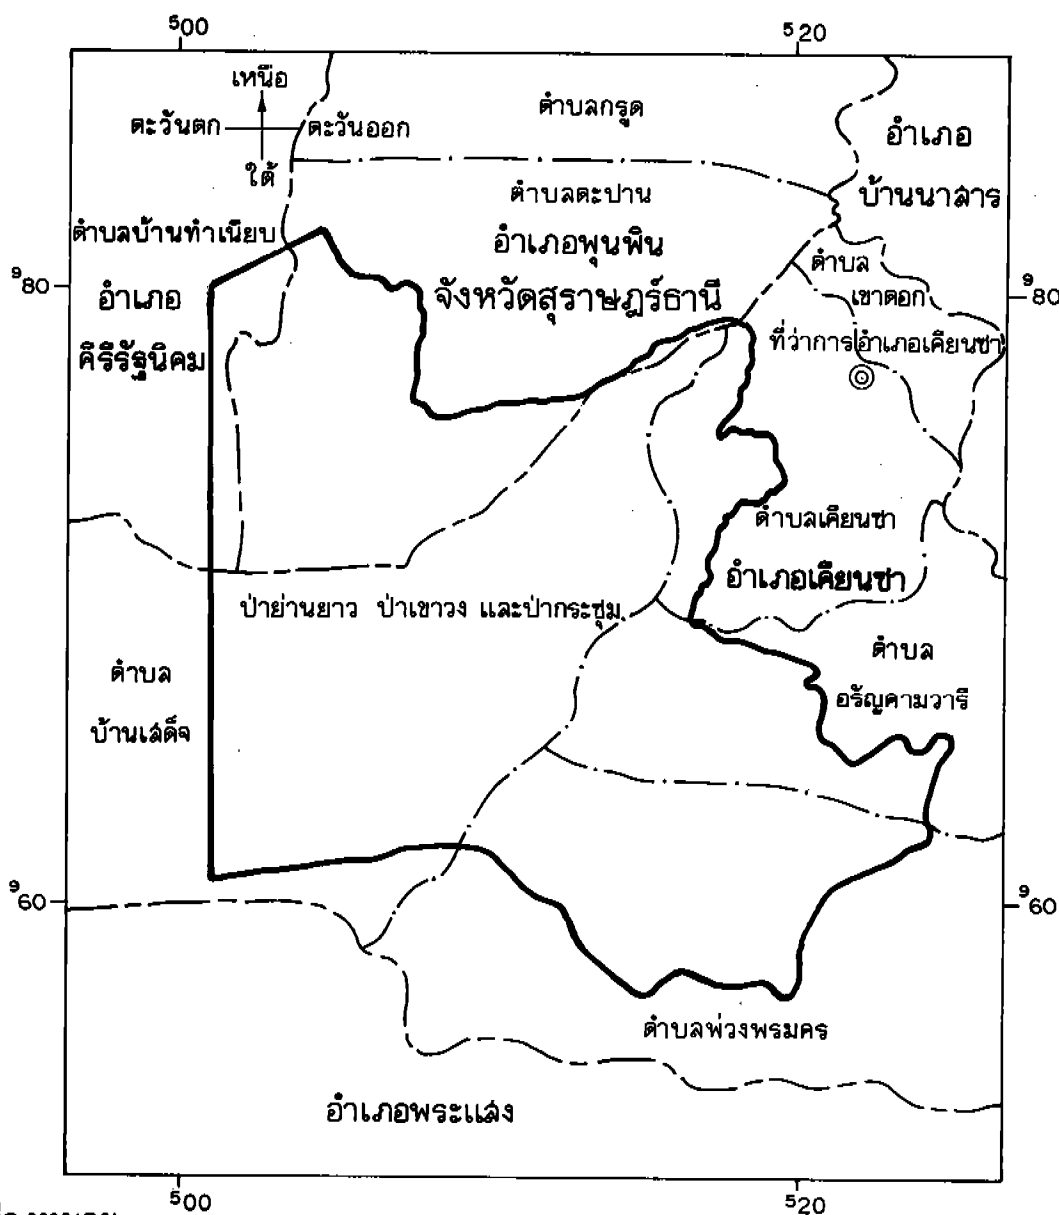 ⁵00
⁵20
เหนือ
ตะวันตก
ตะวันออก
ใต้
ตำบลกรูด
อำเภอ
บ้านนาสาร
ตำบลตะปาน
ตำบลบ้านทำเนียบ
อำเภอพุนพิน
จังหวัดสุราษฎร์ธานี
ตำบล
เขาตอก
⁹80
⁹80
อำเภอ
คีรีรัฐนิคม
ที่ว่าการอำเภอเคียนซา
ตำบลเคียนซา
อำเภอเคียนซา
ป่าย่านยาว ป่าเขาวง และป่ากระซุม
ตำบล
อรัญคามวารี
ตำบล
บ้านเสด็จ
⁹60
⁹60
ตำบลพ่วงพรมคร
อำเภอพระแสง
⁵00
⁵20